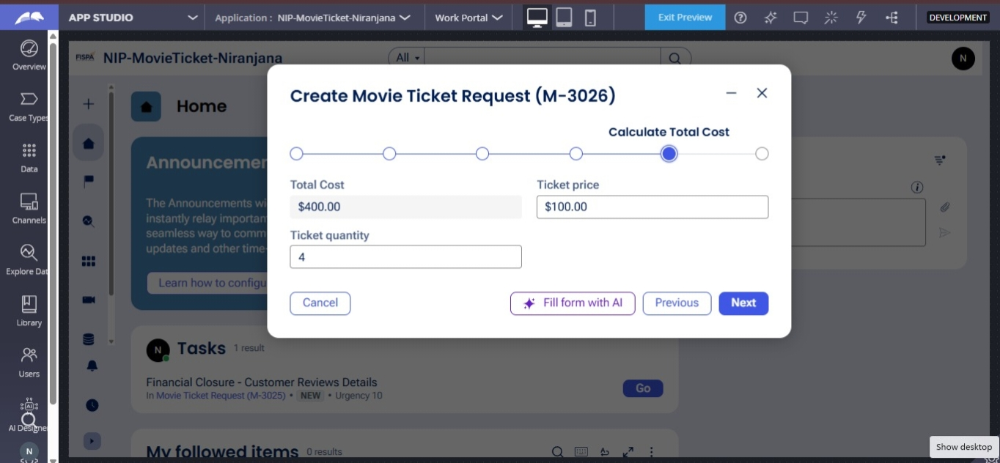 APP STUDIO
Application : NIP-MovieTicket-Niranjana
Work Portal
Exit Preview
DEVELOPMENT
Overview
Case Types
Data
Channels
Explore Dat
Library
Users
AI Designe
N
FISPA NIP-MovieTicket-Niranjana
All
N
Home
Announcemen
The Announcements wi
instantly relay important
seamless way to comm
updates and other time-
Learn how to configu
Create Movie Ticket Request (M-3026)
Calculate Total Cost
Total Cost
$400.00
Ticket price
$100.00
Ticket quantity
4
Cancel
Fill form with AI
Previous
Next
N
Tasks 1 result
Financial Closure - Customer Reviews Details
In Movie Ticket Request (M-3025) • NEW • Urgency 10
Go
My followed items 0 results
Show desktop